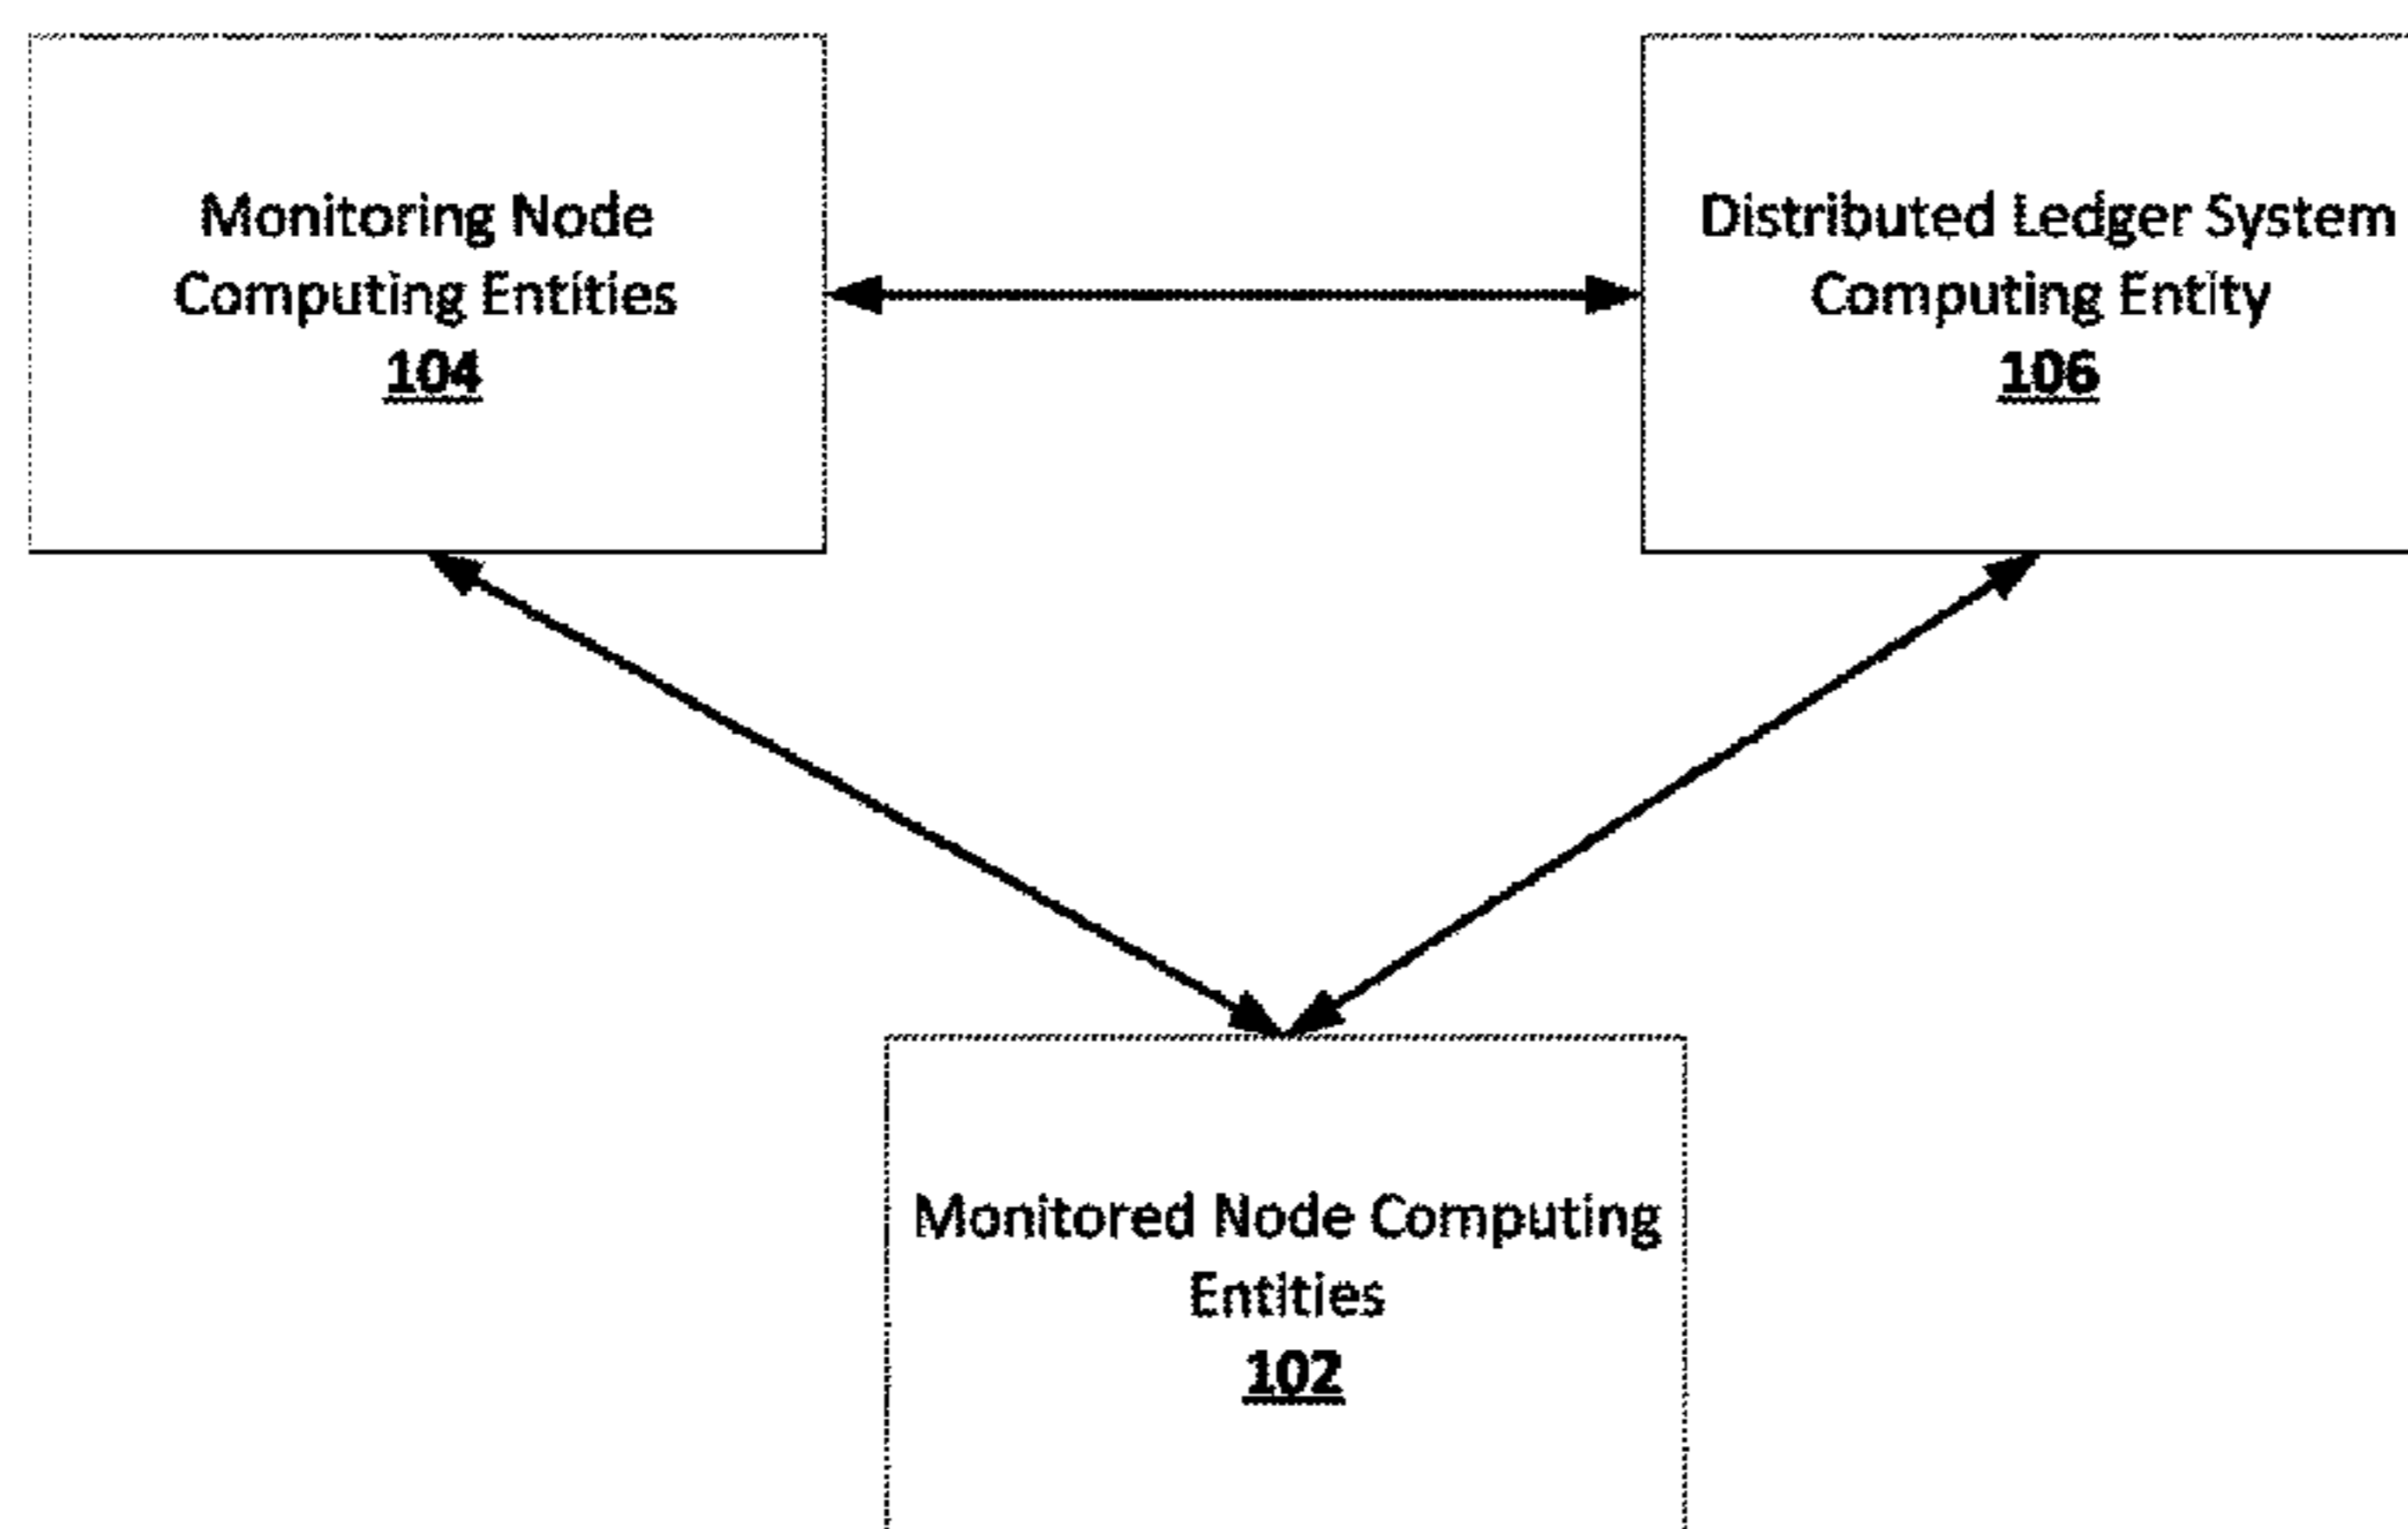 Monitoring Node
Computing Entities
104
Distributed Ledger System
Computing Entity
106
Monitored Node Computing
Entities
102